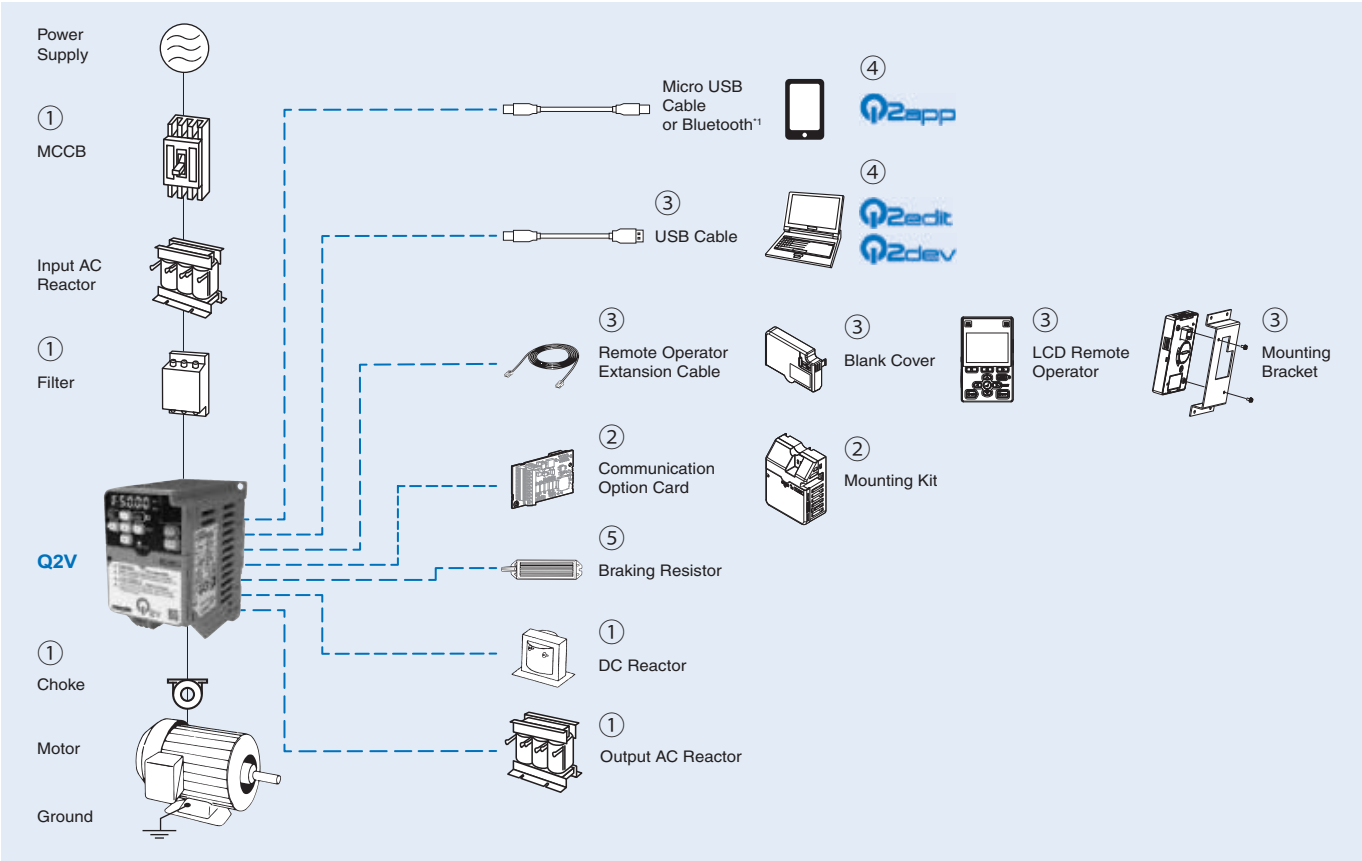 Power
Supply
①
MCCB
Input AC
Reactor
①
Filter
Q2V
①
Choke
Motor
Ground
Micro USB
Cable
or Bluetooth*1
④
Q2app
③
USB Cable
④
Q2edit
Q2dev
③
Remote Operator
Extension Cable
③
Blank Cover
③
LCD Remote
Operator
③
Mounting
Bracket
②
Communication
Option Card
②
Mounting Kit
⑤
Braking Resistor
①
DC Reactor
①
Output AC Reactor